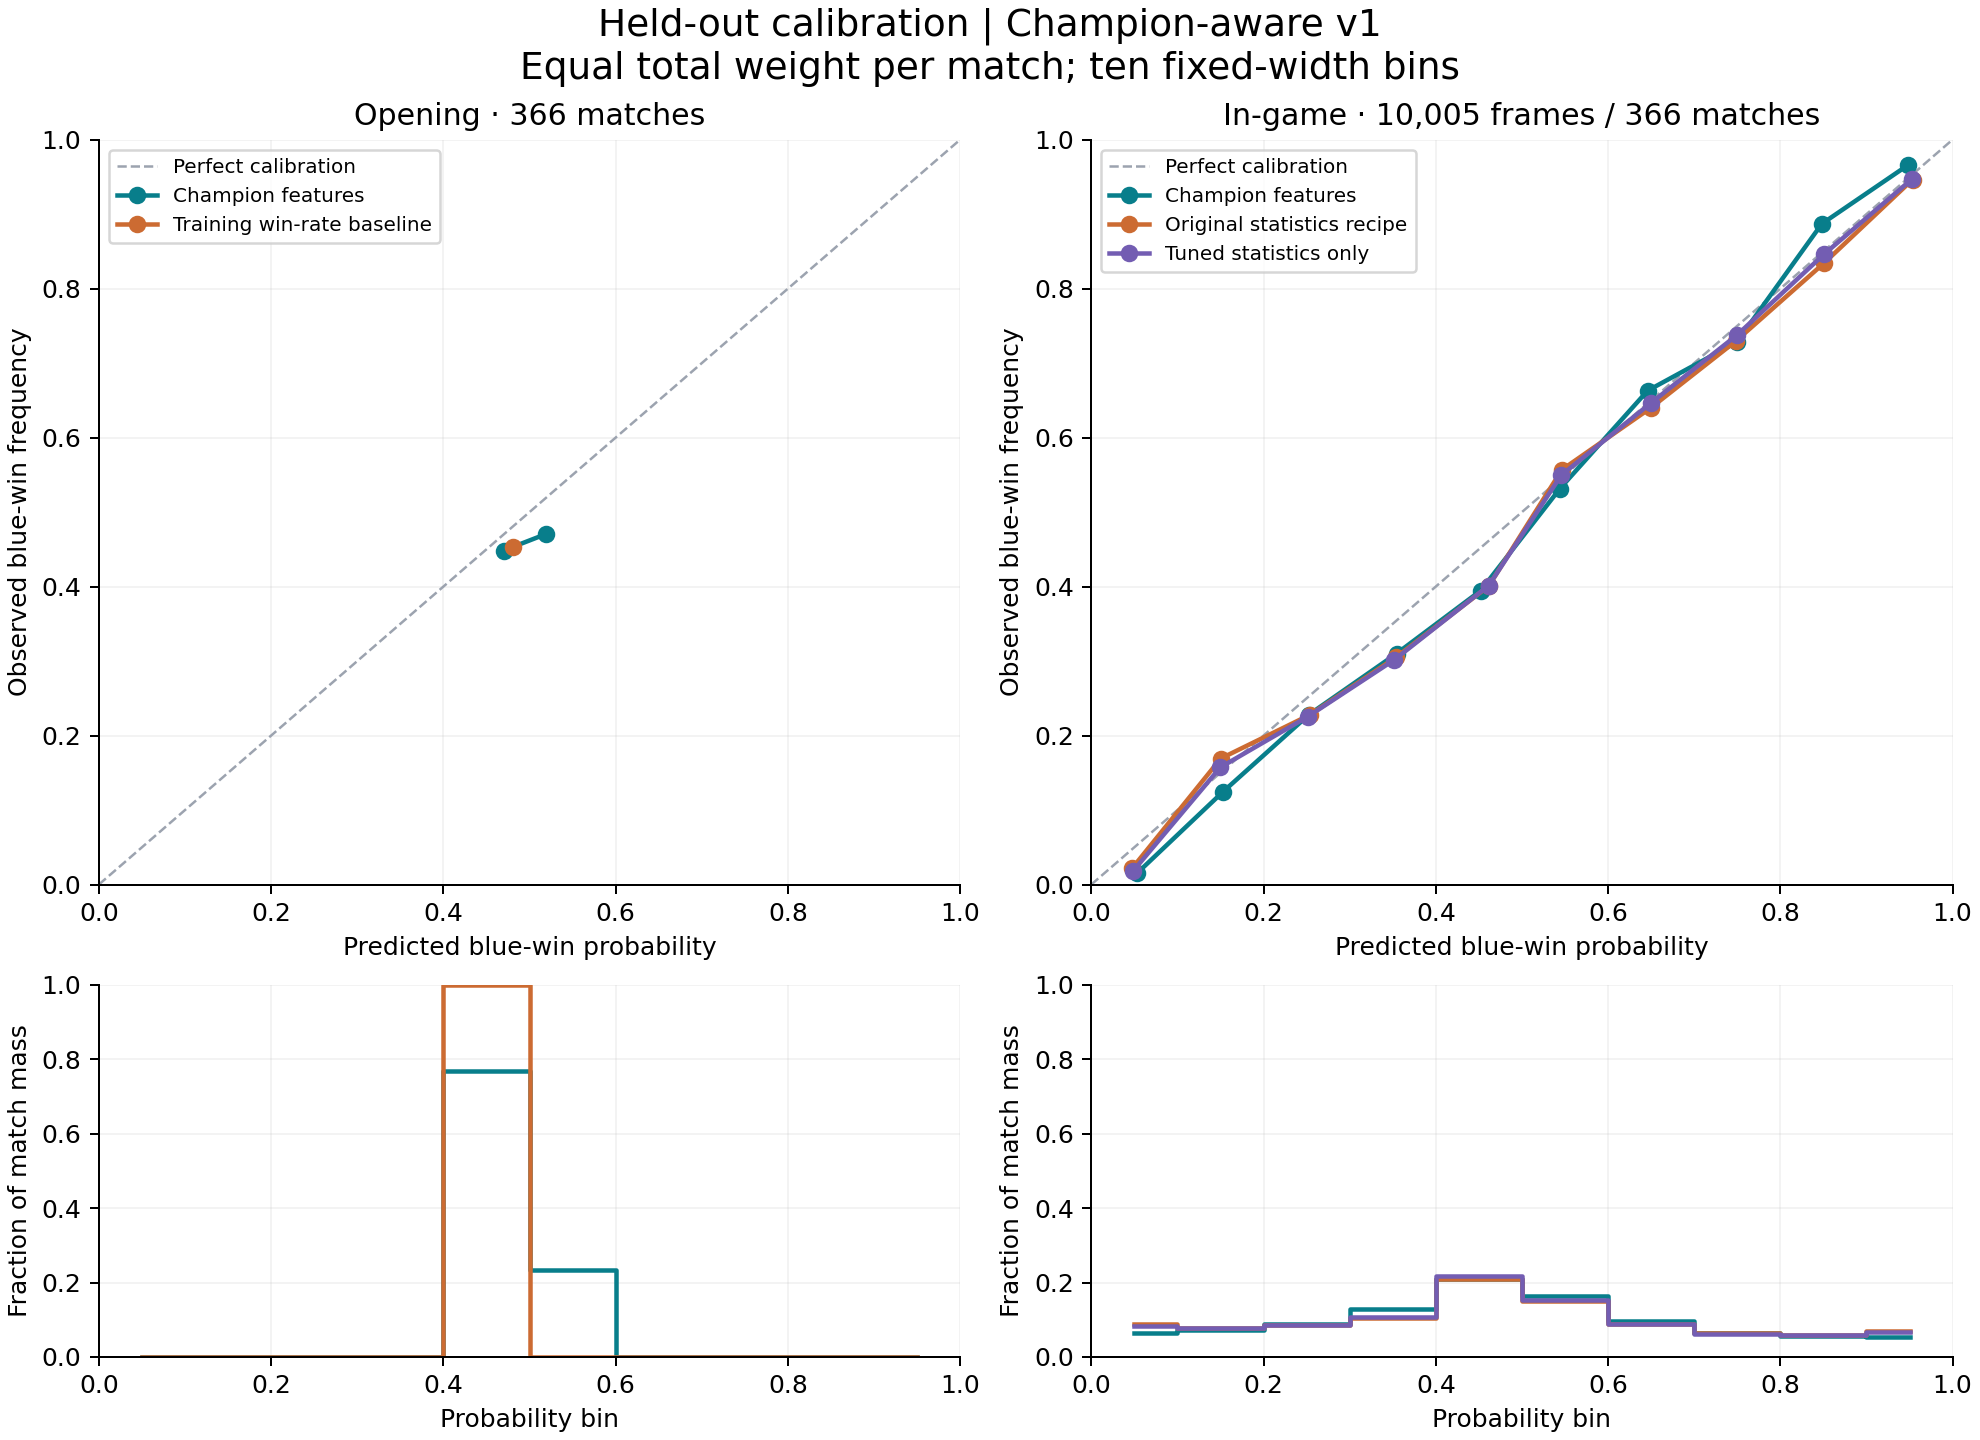 Held-out calibration | Champion-aware v1
Equal total weight per match; ten fixed-width bins
Opening · 366 matches
1.0
0.8
0.6
0.4
0.2
0.0
Observed blue-win frequency
Perfect calibration
Champion features
Training win-rate baseline
0.0 0.2 0.4 0.6 0.8 1.0
Predicted blue-win probability
In-game · 10,005 frames / 366 matches
1.0
0.8
0.6
0.4
0.2
0.0
Observed blue-win frequency
Perfect calibration
Champion features
Original statistics recipe
Tuned statistics only
0.0 0.2 0.4 0.6 0.8 1.0
Predicted blue-win probability
1.0
0.8
0.6
0.4
0.2
0.0
Fraction of match mass
0.0 0.2 0.4 0.6 0.8 1.0
Probability bin
1.0
0.8
0.6
0.4
0.2
0.0
Fraction of match mass
0.0 0.2 0.4 0.6 0.8 1.0
Probability bin